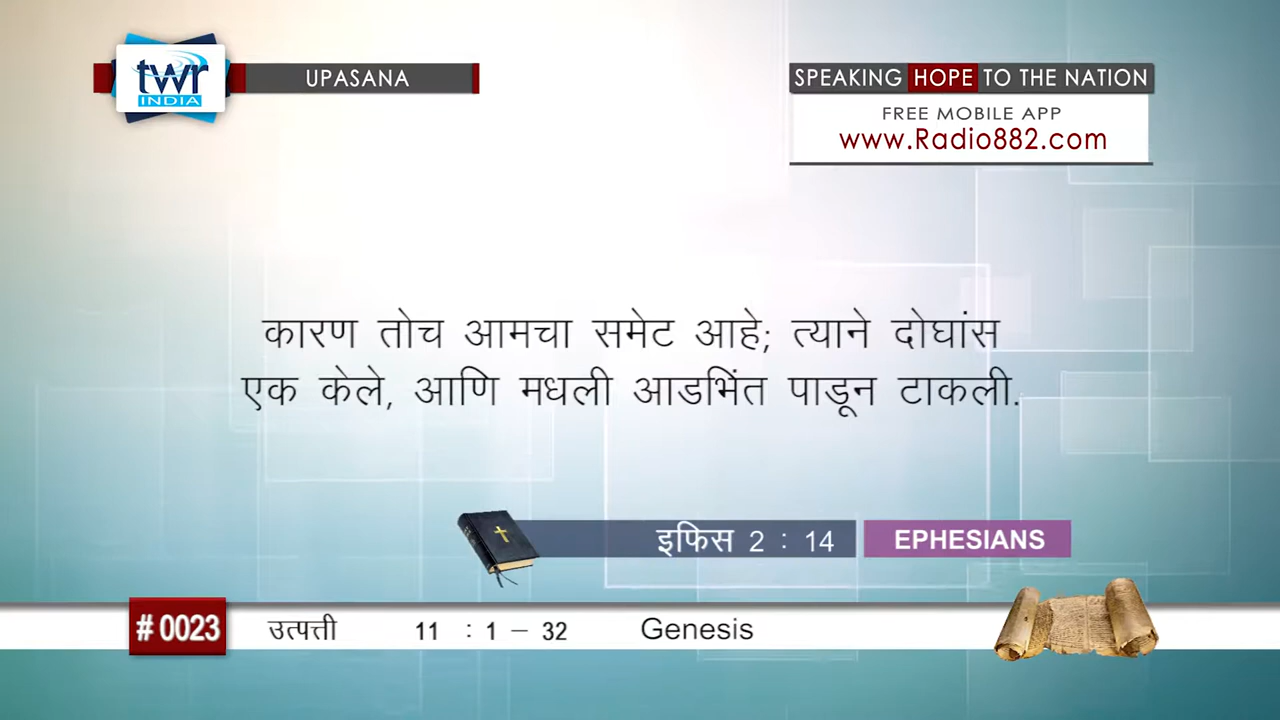 twr
INDIA
UPASANA
SPEAKING HOPE TO THE NATION
FREE MOBILE APP
www.Radio882.com
कारण तोच आमचा समेट आहे; त्याने दोघांस
एक केले, आणि मधली आडभिंत पाडून टाकली.
इफिस 2 : 14 EPHESIANS
# 0023 उत्पत्ती 11 : 1 – 32 Genesis